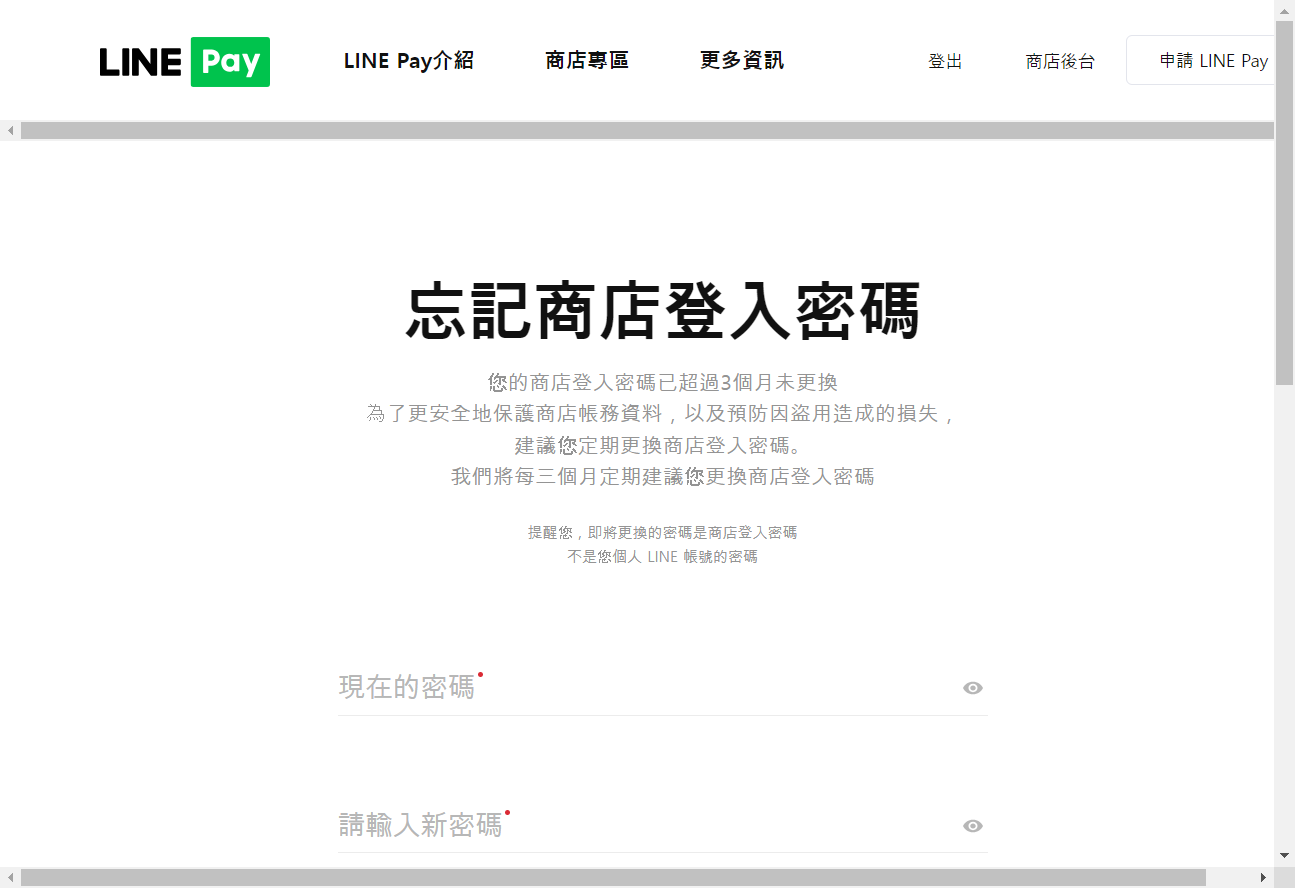 LINE Pay
LINE Pay介紹
商店專區
更多資訊
登出
商店後台
申請 LINE Pay
忘記商店登入密碼
您的商店登入密碼已超過3個月未更換
為了更安全地保護商店帳務資料，以及預防因盜用造成的損失，
建議您定期更換商店登入密碼。
我們將每三個月定期建議您更換商店登入密碼
提醒您，即將更換的密碼是商店登入密碼
不是您個人 LINE 帳號的密碼
現在的密碼
請輸入新密碼